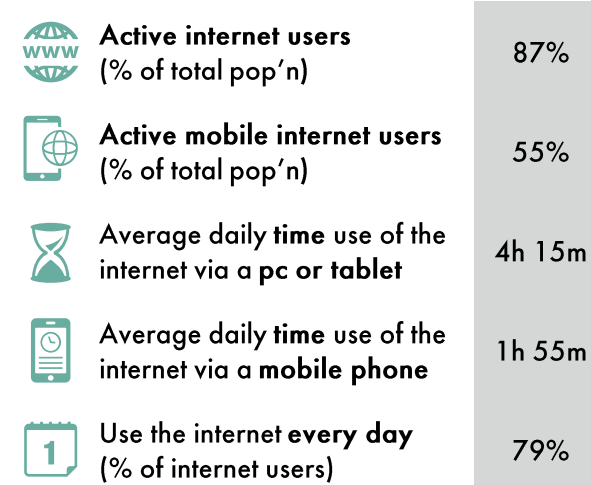 WWW
Active internet users
(% of total pop’n)
87%
Active mobile internet users
(% of total pop’n)
55%
Average daily time use of the
internet via a pc or tablet
4h 15m
Average daily time use of the
internet via a mobile phone
1h 55m
1
Use the internet every day
(% of internet users)
79%